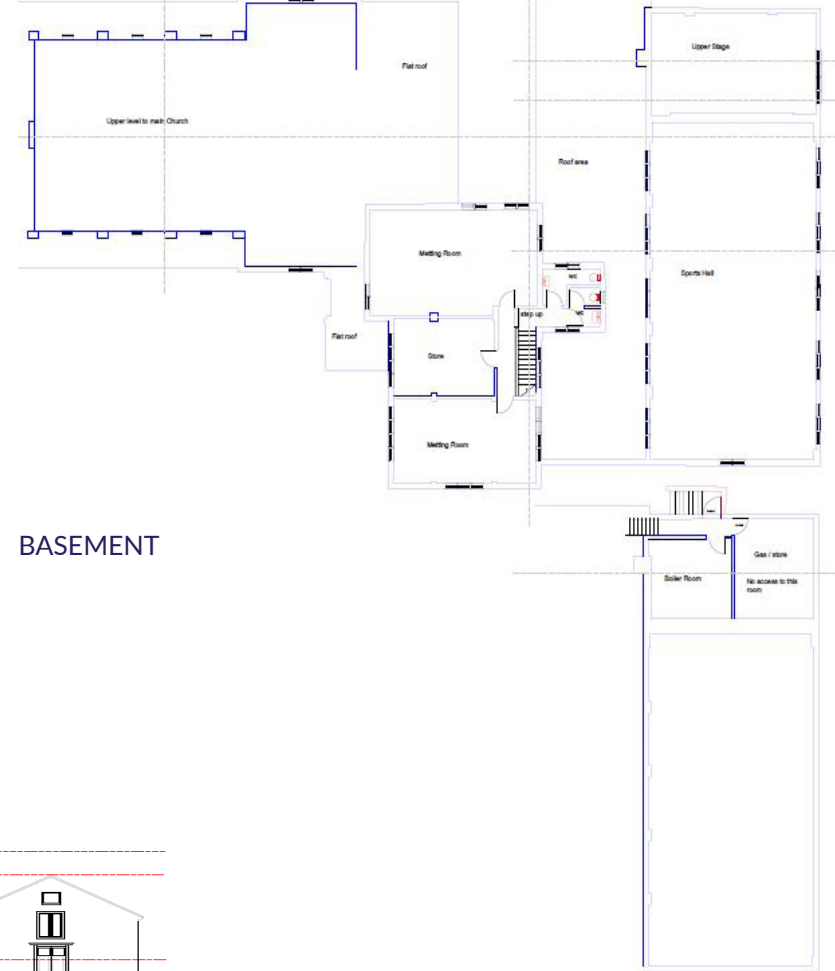 Upper Stage
Flat roof
Upper level to main Church
Roof area
Metting Room
Sports Hall
WC
step up
WC
Flat roof
Store
Metting Room
BASEMENT
Gas / store
Boiler Room
No access to this
room